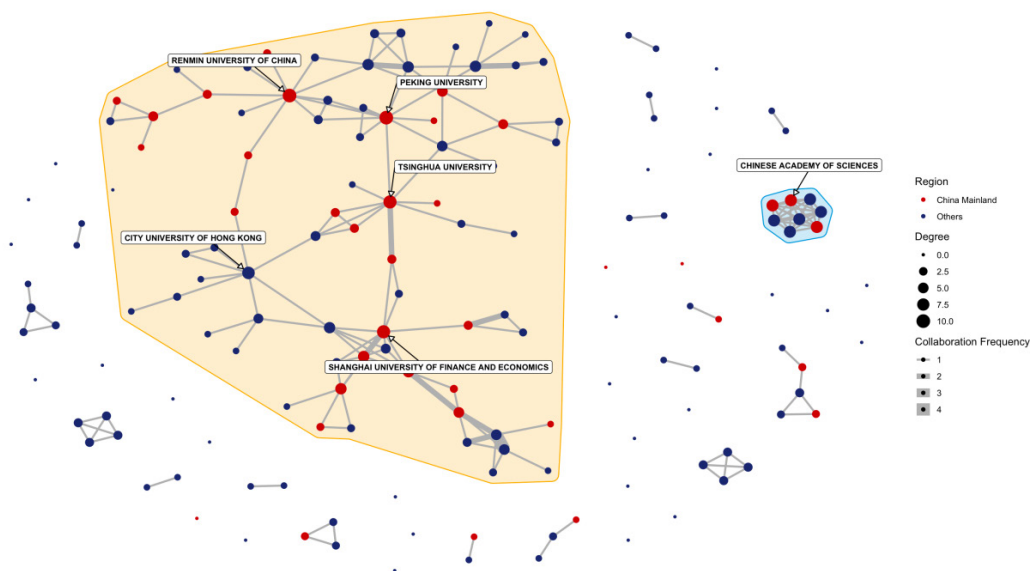 RENMIN UNIVERSITY OF CHINA
PEKING UNIVERSITY
TSINGHUA UNIVERSITY
CHINESE ACADEMY OF SCIENCES
CITY UNIVERSITY OF HONG KONG
SHANGHAI UNIVERSITY OF FINANCE AND ECONOMICS
Region
China Mainland
Others
Degree
0.0
2.5
5.0
7.5
10.0
Collaboration Frequency
1
2
3
4